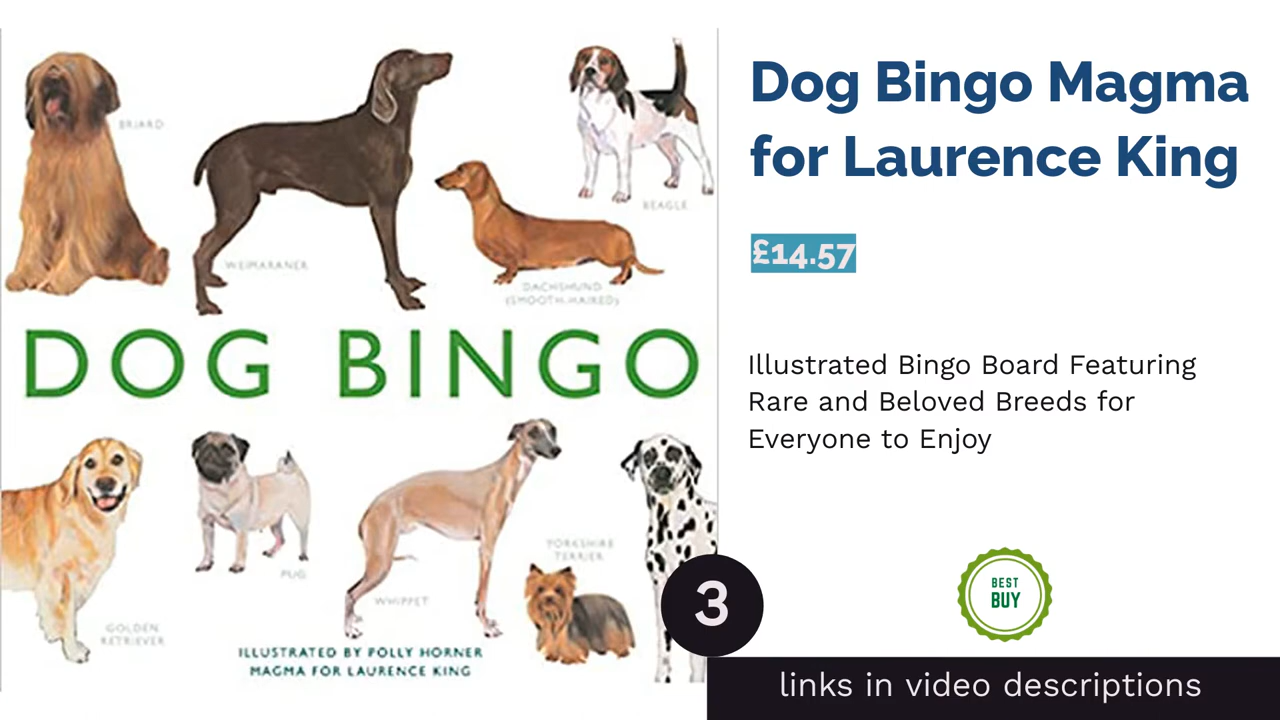 BRIARD
WEIMARANER
BEAGLE
DACHSHUND
(SMOOTH-HAIRED)
DOG BINGO
GOLDEN
RETRIEVER
PUG
WHIPPET
YORKSHIRE
TERRIER
ILLUSTRATED BY POLLY HORNER
MAGMA FOR LAURENCE KING
Dog Bingo Magma
for Laurence King
£14.57
Illustrated Bingo Board Featuring
Rare and Beloved Breeds for
Everyone to Enjoy
BEST
BUY
3
links in video descriptions